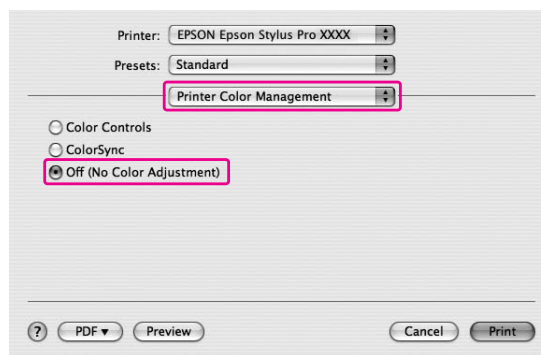 Printer: EPSON Epson Stylus Pro XXXX
Presets: Standard
Printer Color Management
Color Controls
ColorSync
Off (No Color Adjustment)
? PDF▼ Preview Cancel Print